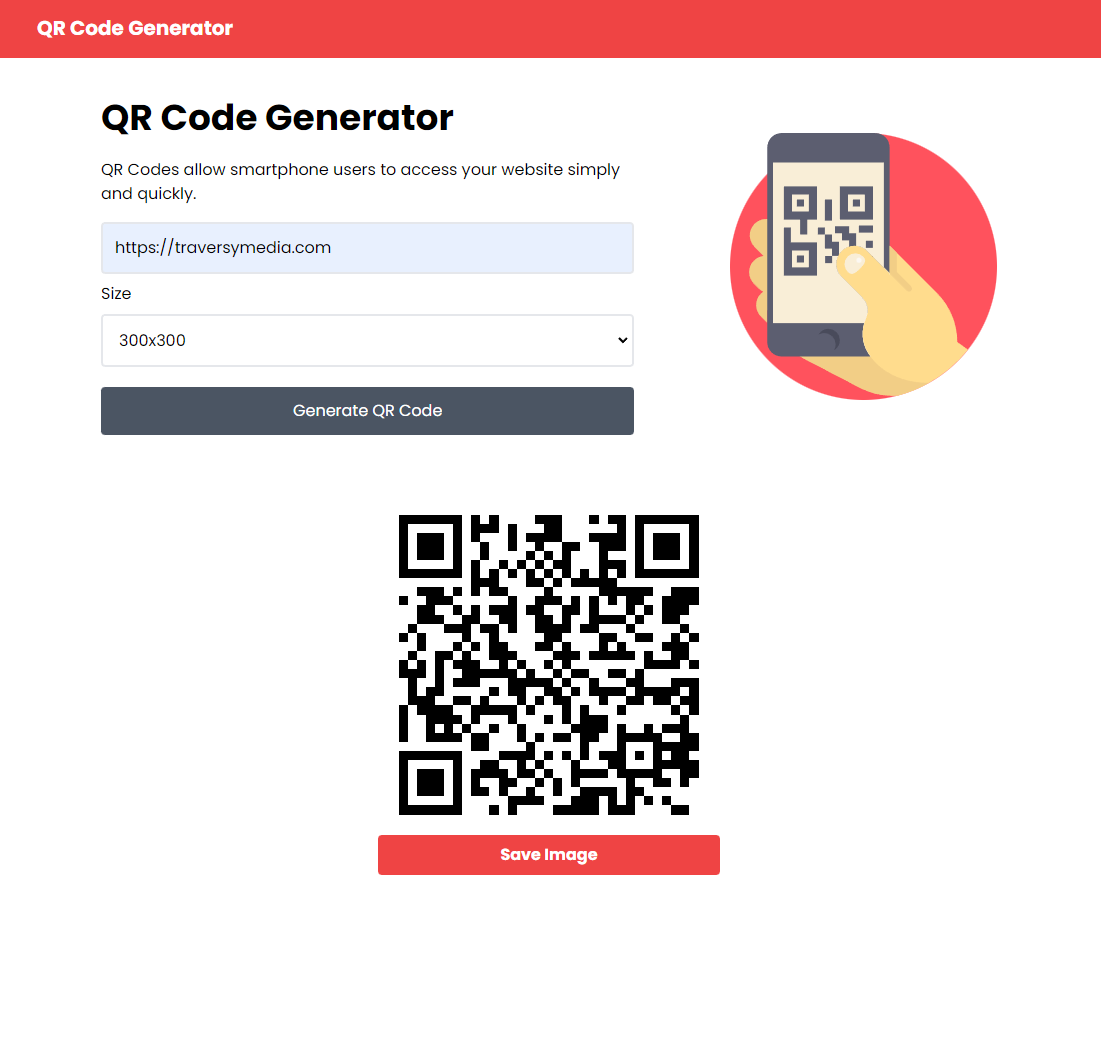 QR Code Generator
QR Code Generator
QR Codes allow smartphone users to access your website simply
and quickly.
https://traversymedia.com
Size
300x300
Generate QR Code
Save Image